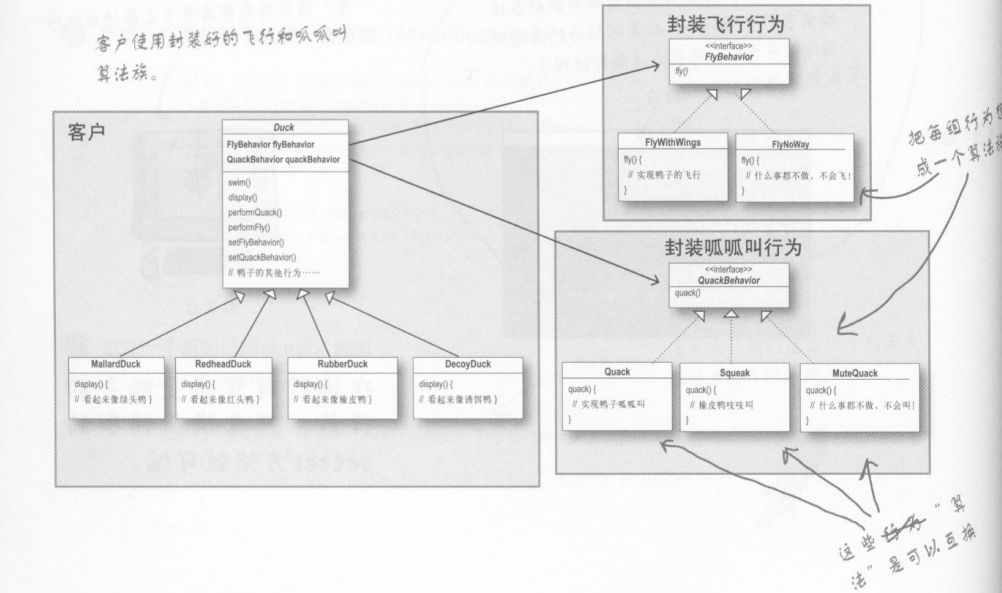 客户使用封装好的飞行和呱呱叫
算法族。
客户
Duck
FlyBehavior flyBehavior
QuackBehavior quackBehavior
swim()
display()
performQuack()
performFly()
setFlyBehavior()
setQuackBehavior()
// 鸭子的其他行为……
MallardDuck
display() {
// 看起来像绿头鸭 }
RedheadDuck
display() {
// 看起来像红头鸭 }
RubberDuck
display() {
// 看起来像橡皮鸭 }
DecoyDuck
display() {
// 看起来像诱饵鸭 }
封装飞行行为
<<interface>>
FlyBehavior
fly()
FlyWithWings
fly() {
// 实现鸭子的飞行
}
FlyNoWay
fly() {
// 什么事都不做，不会飞！
}
把每组行为
成一个算法族
封装呱呱叫行为
<<interface>>
QuackBehavior
quack()
Quack
quack() {
// 实现鸭子呱呱叫
}
Squeak
quack() {
// 橡皮鸭吱吱叫
}
MuteQuack
quack() {
// 什么事都不做，不会叫！
}
这些“算
法”是可以互换